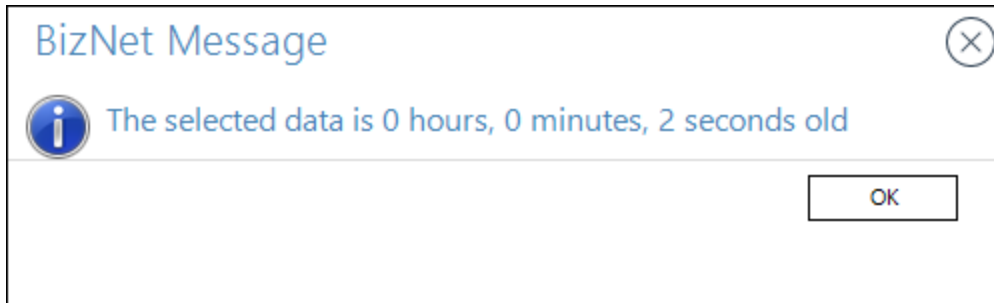 BizNet Message
The selected data is 0 hours, 0 minutes, 2 seconds old
OK